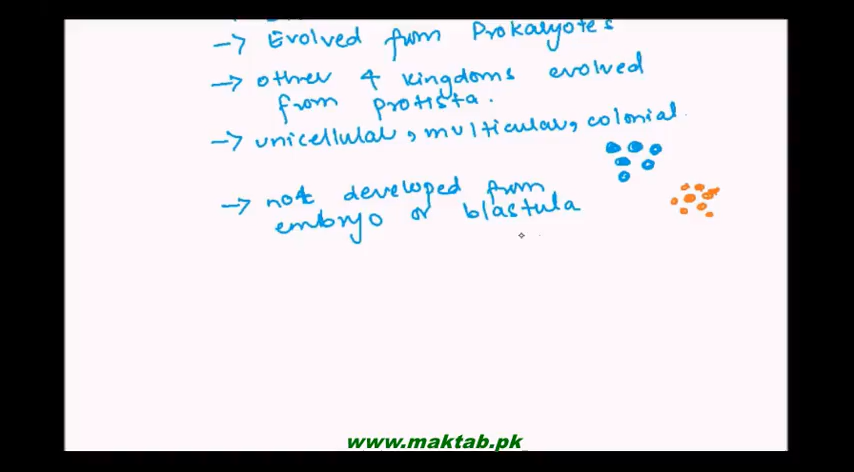 → Evolved from Prokaryotes
→ other 4 kingdoms evolved
from protista.
→ unicellular, multicular, colonial.
→ not developed from
embryo or blastula
www.maktab.pk